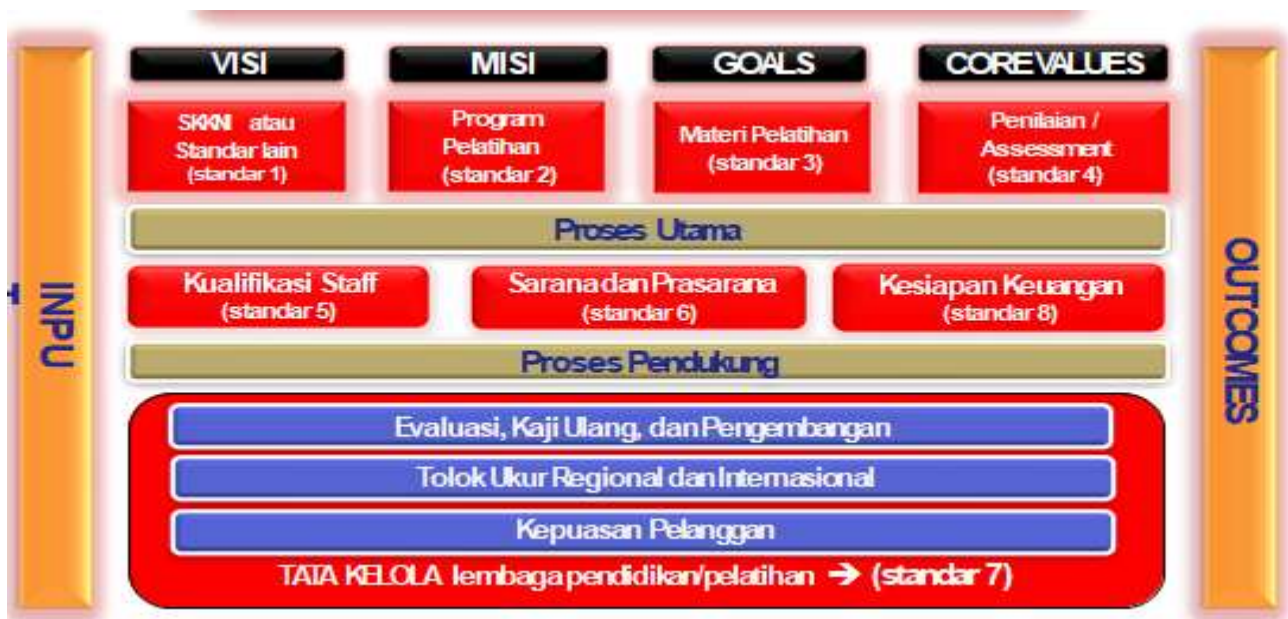 VISI
MISI
GOALS
CORE VALUES
SKKNI atau
Standar lain
(standar 1)
Program
Pelatihan
(standar 2)
Materi Pelatihan
(standar 3)
Penilaian /
Assessment
(standar 4)
Proses Utama
Kualifikasi Staff
(standar 5)
Sarana dan Prasarana
(standar 6)
Kesiapan Keuangan
(standar 8)
Proses Pendukung
Evaluasi, Kaji Ulang, dan Pengembangan
Tolok Ukur Regional dan Internasional
Kepuasan Pelanggan
TATA KELOLA lembaga pendidikan/pelatihan → (standar 7)
INPU
T
OUTCOMES